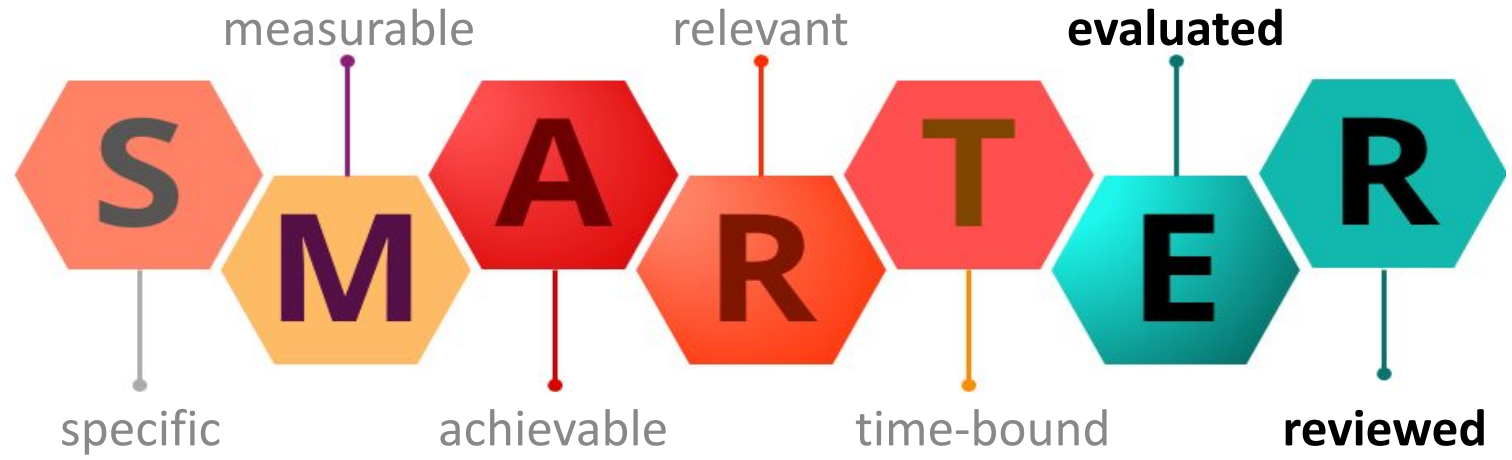 measurable relevant evaluated
S M A R T E R
specific achievable time-bound reviewed